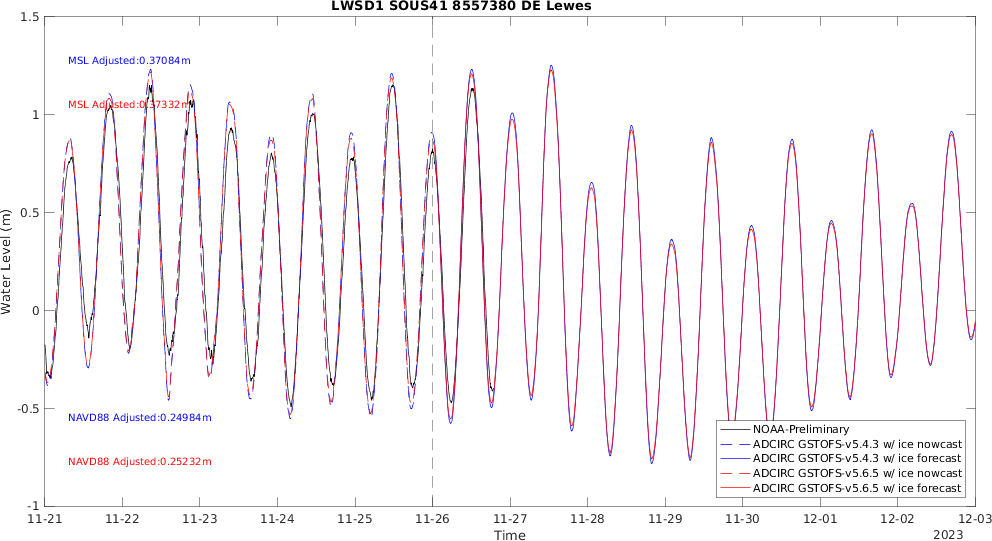 LWSD1 SOUS41 8557380 DE Lewes
1.5
MSL Adjusted:0.37084m
MSL Adjusted:0.37332m
1
0.5
Water Level (m)
0
-0.5
NAVD88 Adjusted:0.24984m
NAVD88 Adjusted:0.25232m
NOAA-Preliminary
ADCIRC GSTOFS-v5.4.3 w/ ice nowcast
ADCIRC GSTOFS-v5.4.3 w/ ice forecast
ADCIRC GSTOFS-v5.6.5 w/ ice nowcast
ADCIRC GSTOFS-v5.6.5 w/ ice forecast
-1
11-21 11-22 11-23 11-24 11-25 11-26 11-27 11-28 11-29 11-30 12-01 12-02 12-03
Time
2023